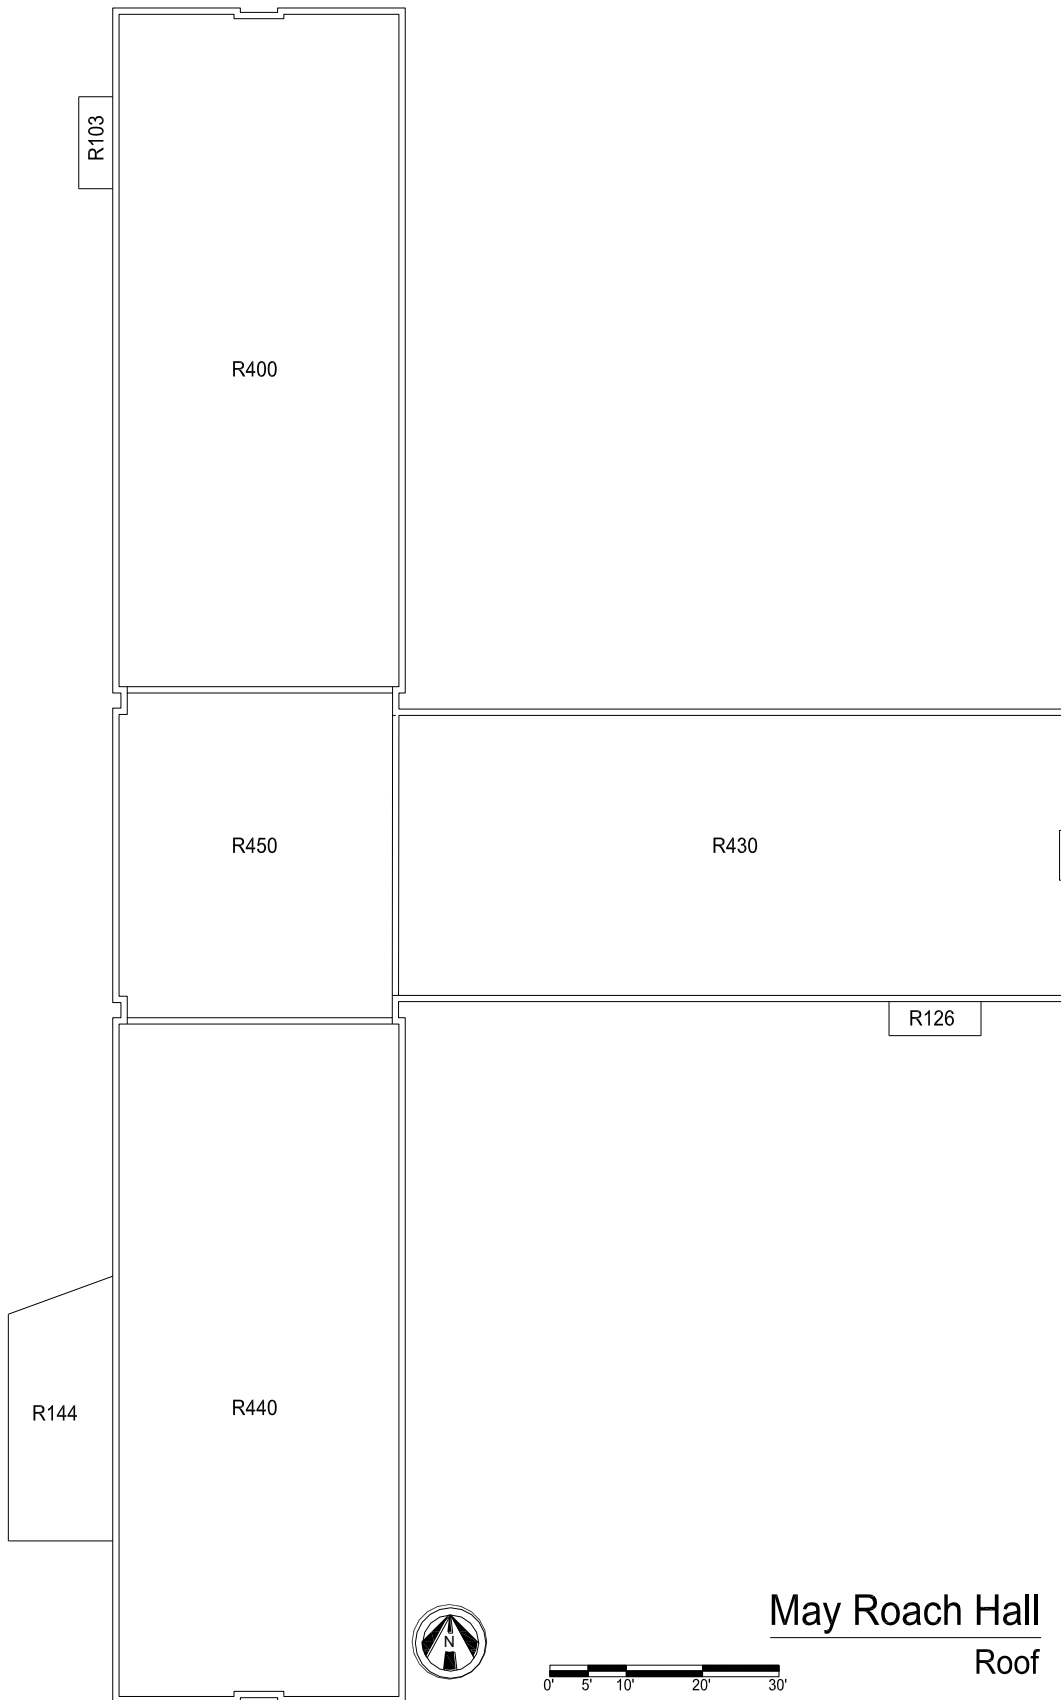 R103
R400
R450
R430
R126
R144
R440
N
May Roach Hall
Roof
0' 5' 10' 20' 30'